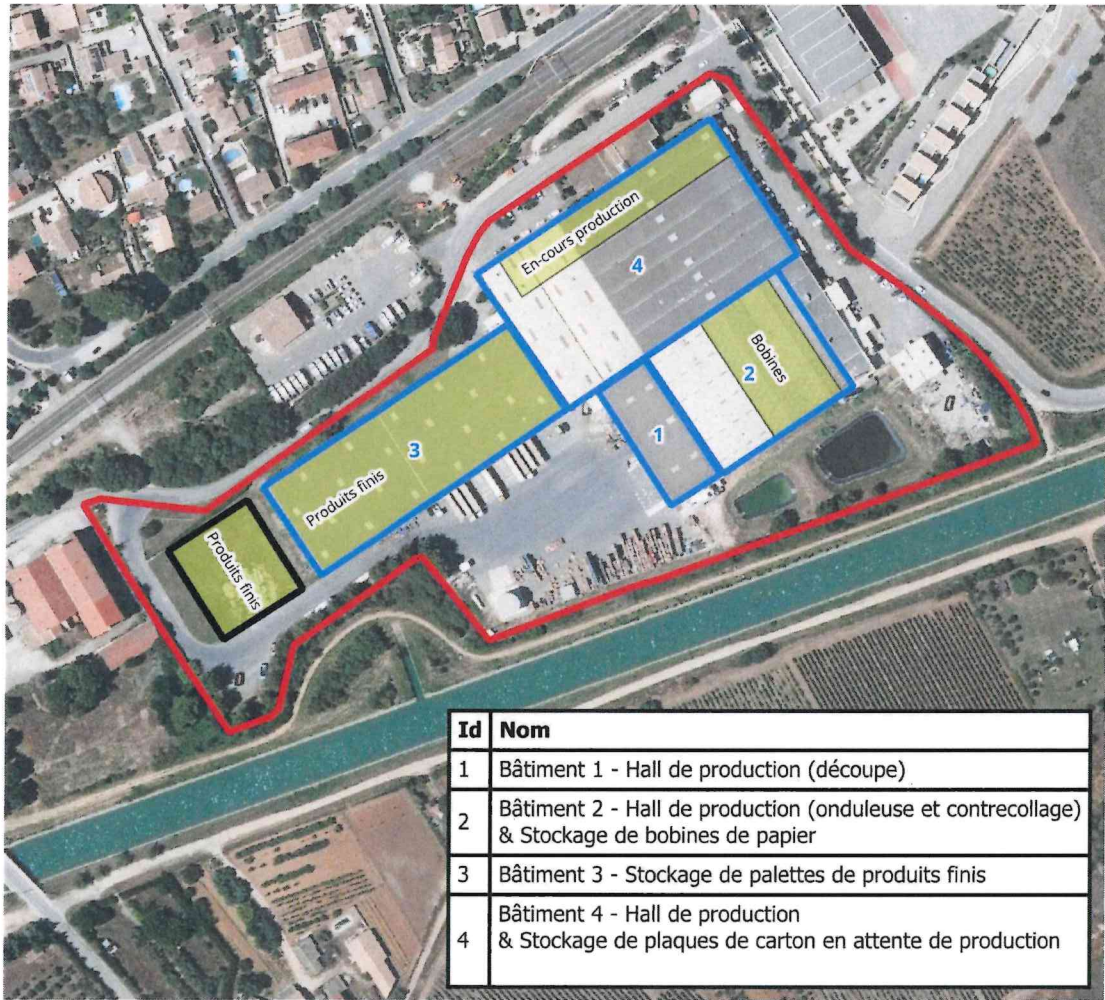 En-cours production
4
Bobines
2
1
3
Produits finis
Produits finis
Id Nom
1 Bâtiment 1 - Hall de production (découpe)
2 Bâtiment 2 - Hall de production (onduleuse et contrecollage)
& Stockage de bobines de papier
3 Bâtiment 3 - Stockage de palettes de produits finis
4 Bâtiment 4 - Hall de production
& Stockage de plaques de carton en attente de production